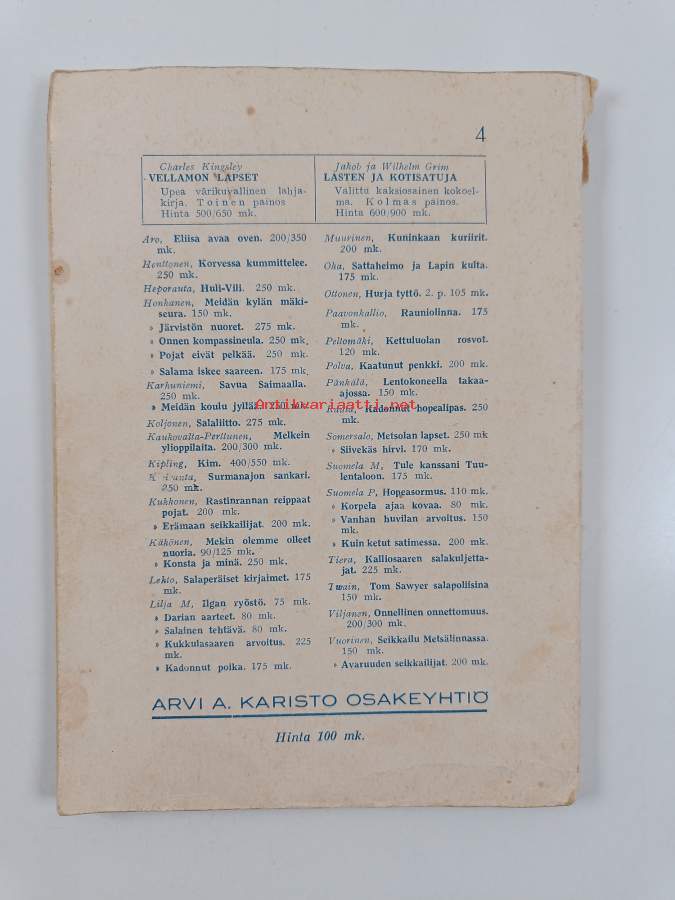 4
Charles Kingsley
VELLAMON LAPSET
Upea värikuvallinen lahja-
kirja. Toinen painos
Hinta 500/650 mk.
Jakob ja Wilhelm Grim
LASTEN JA KOTISATUJA
Valittu kaksiosainen kokoel-
ma. Kolmas painos.
Hinta 600/900 mk.
Aro, Eliisa avaa oven. 200/350
mk.
Henttonen, Korvessa kummittelee.
250 mk.
Heporauta, Huli-Vili. 250 mk.
Honkanen, Meidän kylän mäki-
seura. 150 mk.
» Järvistön nuoret. 275 mk.
» Onnen kompassineula. 250 mk.
» Pojat eivät pelkää. 250 mk.
» Salama iskee saareen. 175 mk.
Karhuniemi, Savua Saimaalla.
250 mk.
» Meidän koulu jyllää. 250 mk.
Koljonen, Salaliitto. 275 mk.
Kaukovalta-Perttunen, Melkein
ylioppilaita. 200/300 mk.
Kipling, Kim. 400/550 mk.
Surmanajon sankari.
250 mk.
Kukkonen, Rastinrannan reippaat
pojat. 200 mk.
» Erämaan seikkailijat. 200 mk.
Käkönen, Mekin olemme olleet
nuoria. 90/125 mk.
» Konsta ja minä. 250 mk.
Lehto, Salaperäiset kirjaimet. 175
mk.
Lilja M, Ilgan ryöstö. 75 mk.
» Darian aarteet. 80 mk.
» Salainen tehtävä. 80 mk.
» Kukkulasaaren arvoitus. 225
mk.
» Kadonnut poika. 175 mk.
Muurinen, Kuninkaan kuriirit.
200 mk.
Oha, Sattaheimo ja Lapin kulta.
175 mk.
Ottonen, Hurja tyttö. 2. p. 105 mk.
Paavonkallio, Rauniolinna. 175
mk.
Peltomäki, Kettuluolan rosvot.
120 mk.
Polva, Kaatunut penkki. 200 mk.
Pänkälä, Lentokoneella takaa-
ajossa. 150 mk.
Kadonnut hopealipas. 250
mk.
Somersalo, Metsolan lapset. 250 mk
» Siivekäs hirvi. 170 mk.
Suomela M, Tule kanssani Tuu-
lentaloon. 175 mk.
Suomela P, Hopeasormus. 110 mk.
» Korpela ajaa kovaa. 80 mk.
» Vanhan huvilan arvoitus. 150
mk.
» Kuin ketut satimessa. 200 mk.
Tiera, Kalliosaaren salakuljetta-
jat. 225 mk.
Twain, Tom Sawyer salapoliisina
150 mk.
Viljanen, Onnellinen onnettomuus.
200/300 mk.
Vuorinen, Seikkailu Metsälinnassa.
150 mk.
» Avaruuden seikkailijat. 200 mk.
Antikvariaatti.net
ARVI A. KARISTO OSAKEYHTIÖ
Hinta 100 mk.